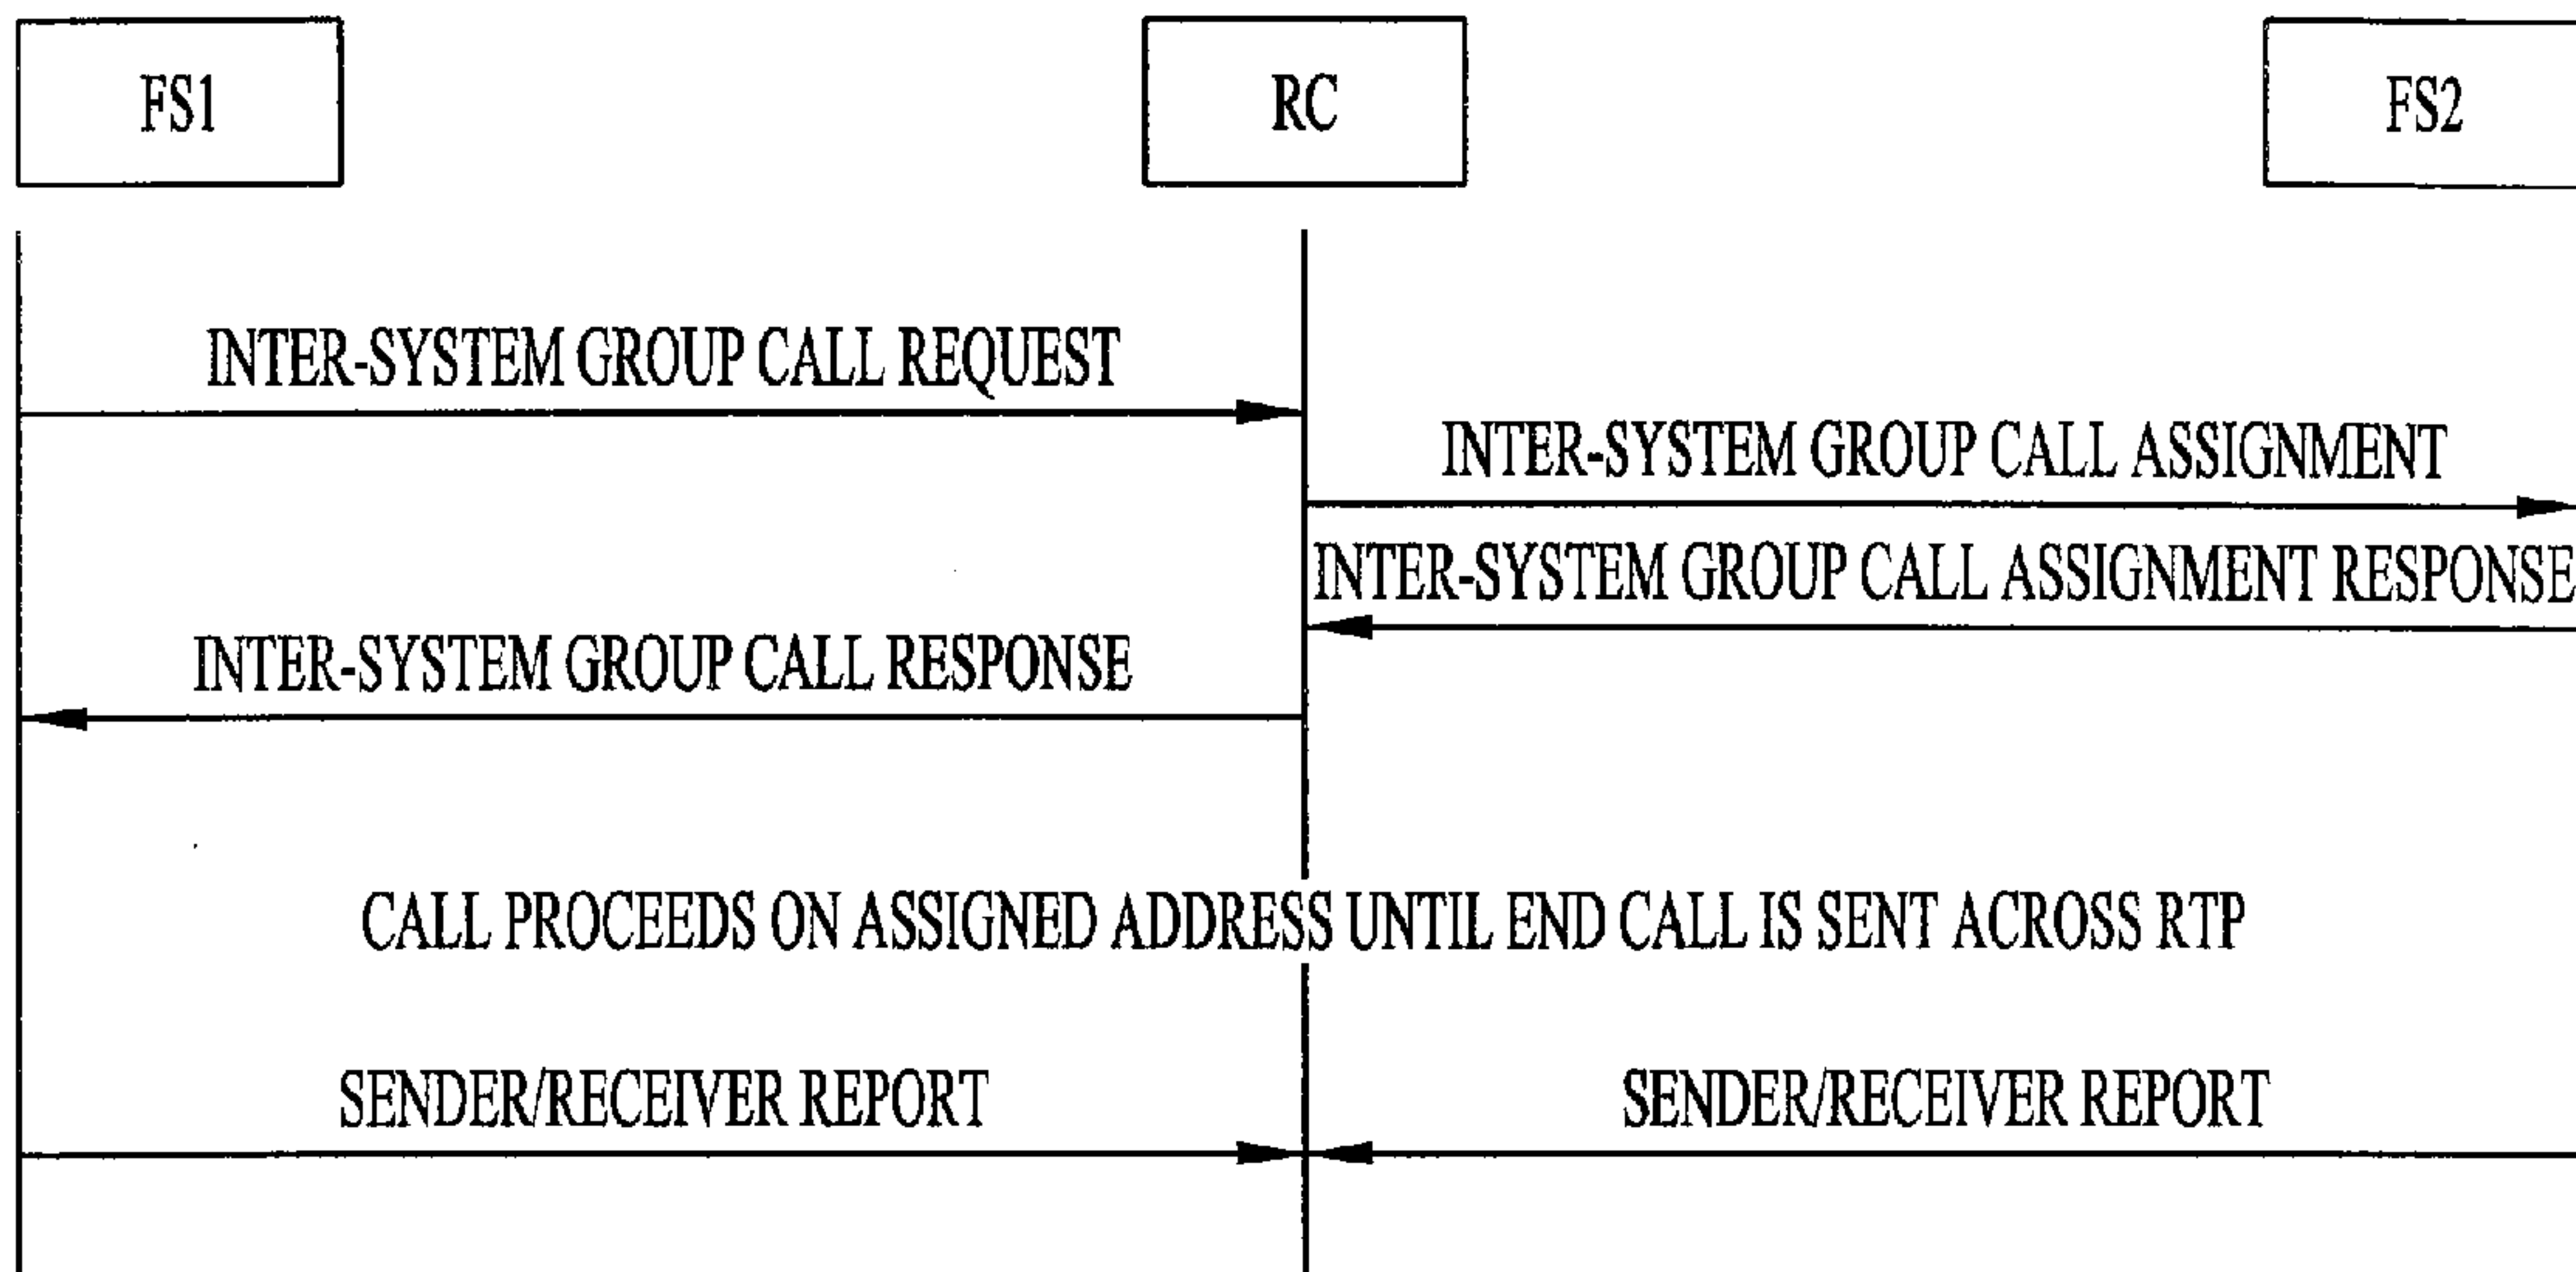 FS1
RC
FS2
INTER-SYSTEM GROUP CALL REQUEST
INTER-SYSTEM GROUP CALL ASSIGNMENT
INTER-SYSTEM GROUP CALL ASSIGNMENT RESPONSE
INTER-SYSTEM GROUP CALL RESPONSE
CALL PROCEEDS ON ASSIGNED ADDRESS UNTIL END CALL IS SENT ACROSS RTP
SENDER/RECEIVER REPORT
SENDER/RECEIVER REPORT